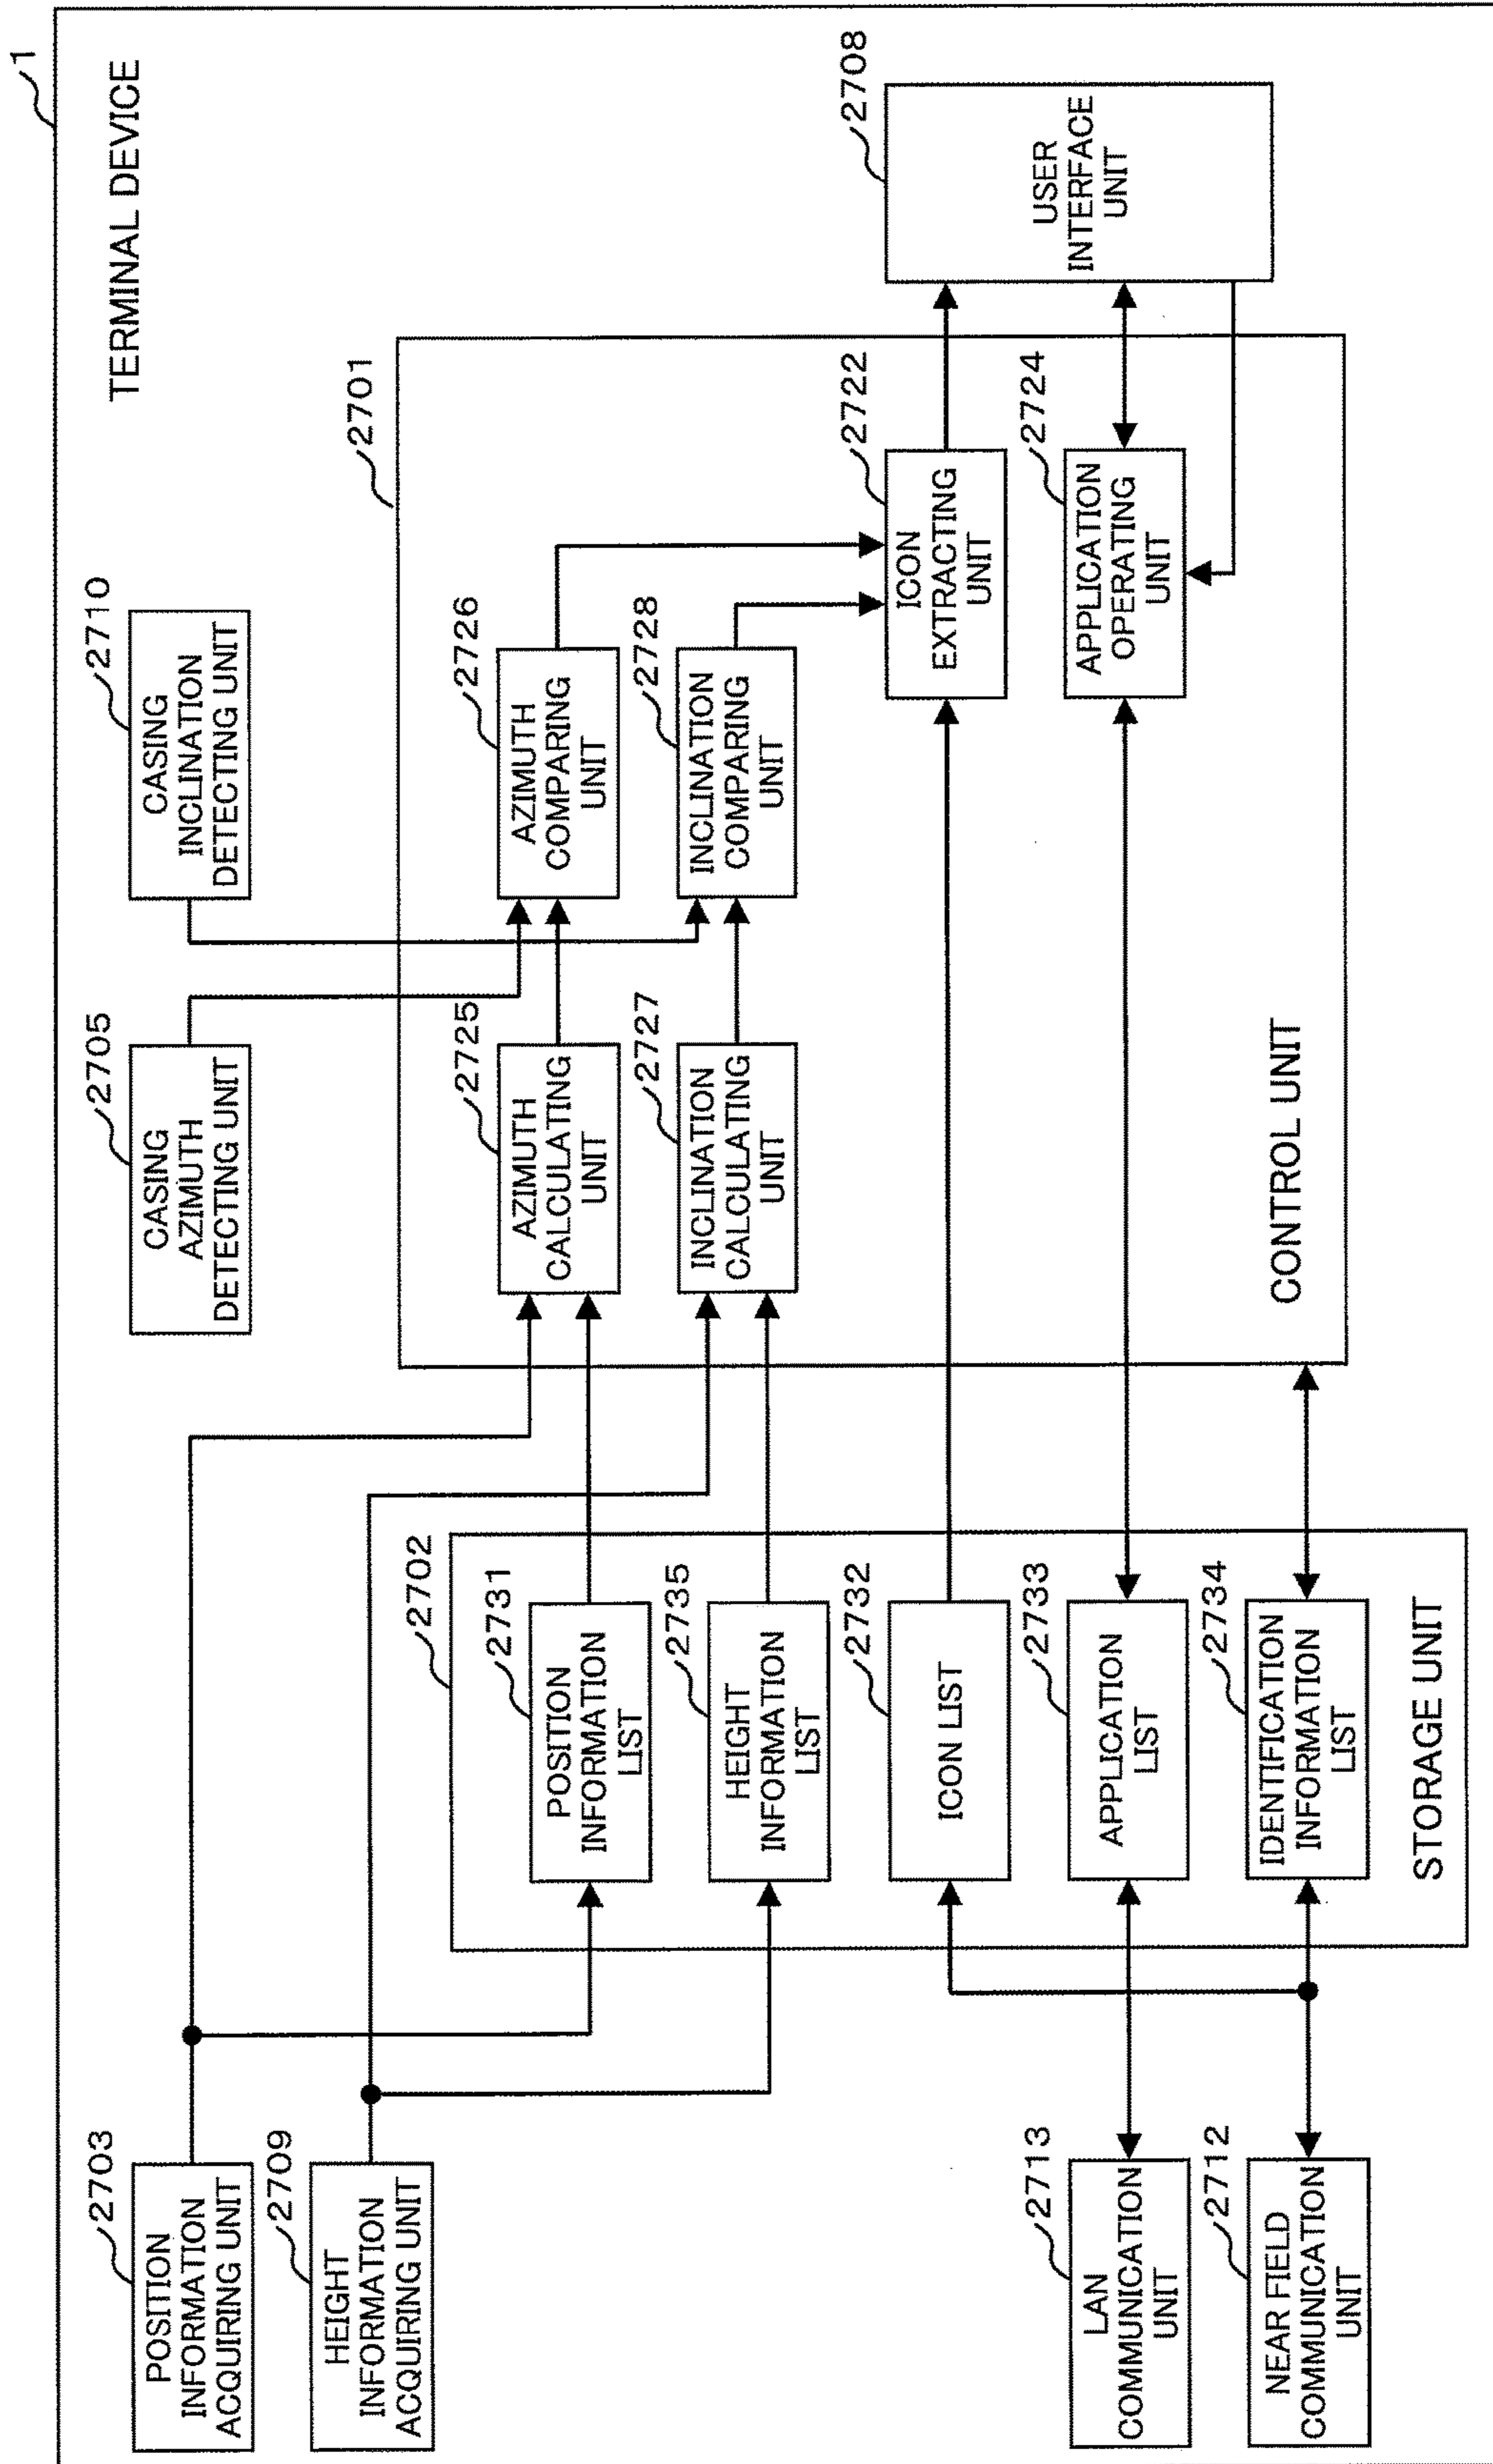 1
TERMINAL DEVICE
2703
POSITION
INFORMATION
ACQUIRING UNIT
2709
HEIGHT
INFORMATION
ACQUIRING UNIT
2705
CASING
AZIMUTH
DETECTING UNIT
2710
CASING
INCLINATION
DETECTING UNIT
2702
2731
POSITION
INFORMATION
LIST
2735
HEIGHT
INFORMATION
LIST
2732
ICON LIST
2733
APPLICATION
LIST
2734
IDENTIFICATION
INFORMATION
LIST
STORAGE UNIT
2701
2725
AZIMUTH
CALCULATING
UNIT
2726
AZIMUTH
COMPARING
UNIT
2727
INCLINATION
CALCULATING
UNIT
2728
INCLINATION
COMPARING
UNIT
2722
ICON
EXTRACTING
UNIT
2724
APPLICATION
OPERATING
UNIT
CONTROL UNIT
2708
USER
INTERFACE
UNIT
2713
LAN
COMMUNICATION
UNIT
2712
NEAR FIELD
COMMUNICATION
UNIT